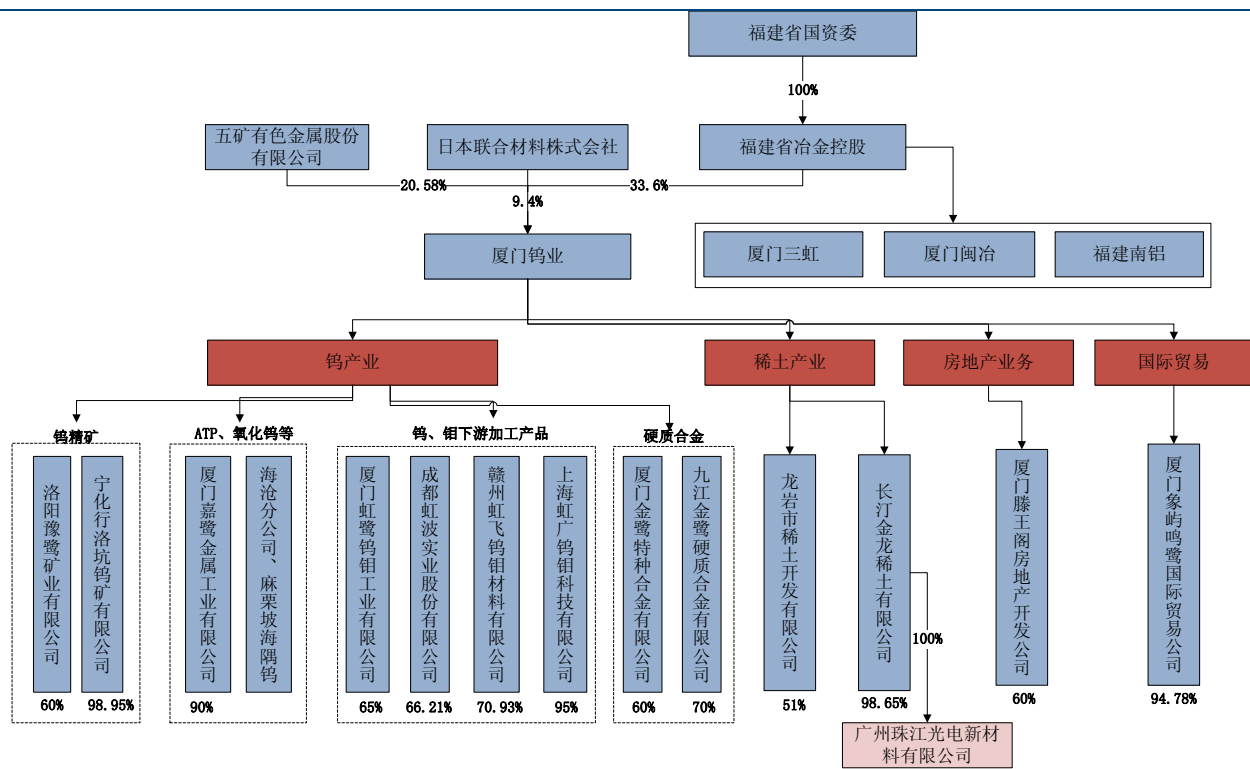 福建省国资委
100%
五矿有色金属股份
有限公司
日本联合材料株式会社
福建省冶金控股
20.58%
33.6%
9.4%
厦门钨业
厦门三虹
厦门闽冶
福建南铝
钨产业
稀土产业
房地产业务
国际贸易
钨精矿
ATP、氧化钨等
钨、钼下游加工产品
硬质合金
洛阳豫鹭矿业有限公司
宁化行洛坑钨矿有限公司
厦门嘉鹭金属工业有限公司
海沧分公司、麻栗坡海隅钨
厦门虹鹭钨钼工业有限公司
成都虹波实业股份有限公司
赣州虹飞钨钼材料有限公司
上海虹广钨钼科技有限公司
厦门金鹭特种合金有限公司
九江金鹭硬质合金有限公司
龙岩市稀土开发有限公司
长汀金龙稀土有限公司
厦门滕王阁房地产开发公司
厦门象屿鸣鹭国际贸易公司
100%
60%
98.95%
90%
65%
66.21%
70.93%
95%
60%
70%
51%
98.65%
60%
94.78%
广州珠江光电新材
料有限公司